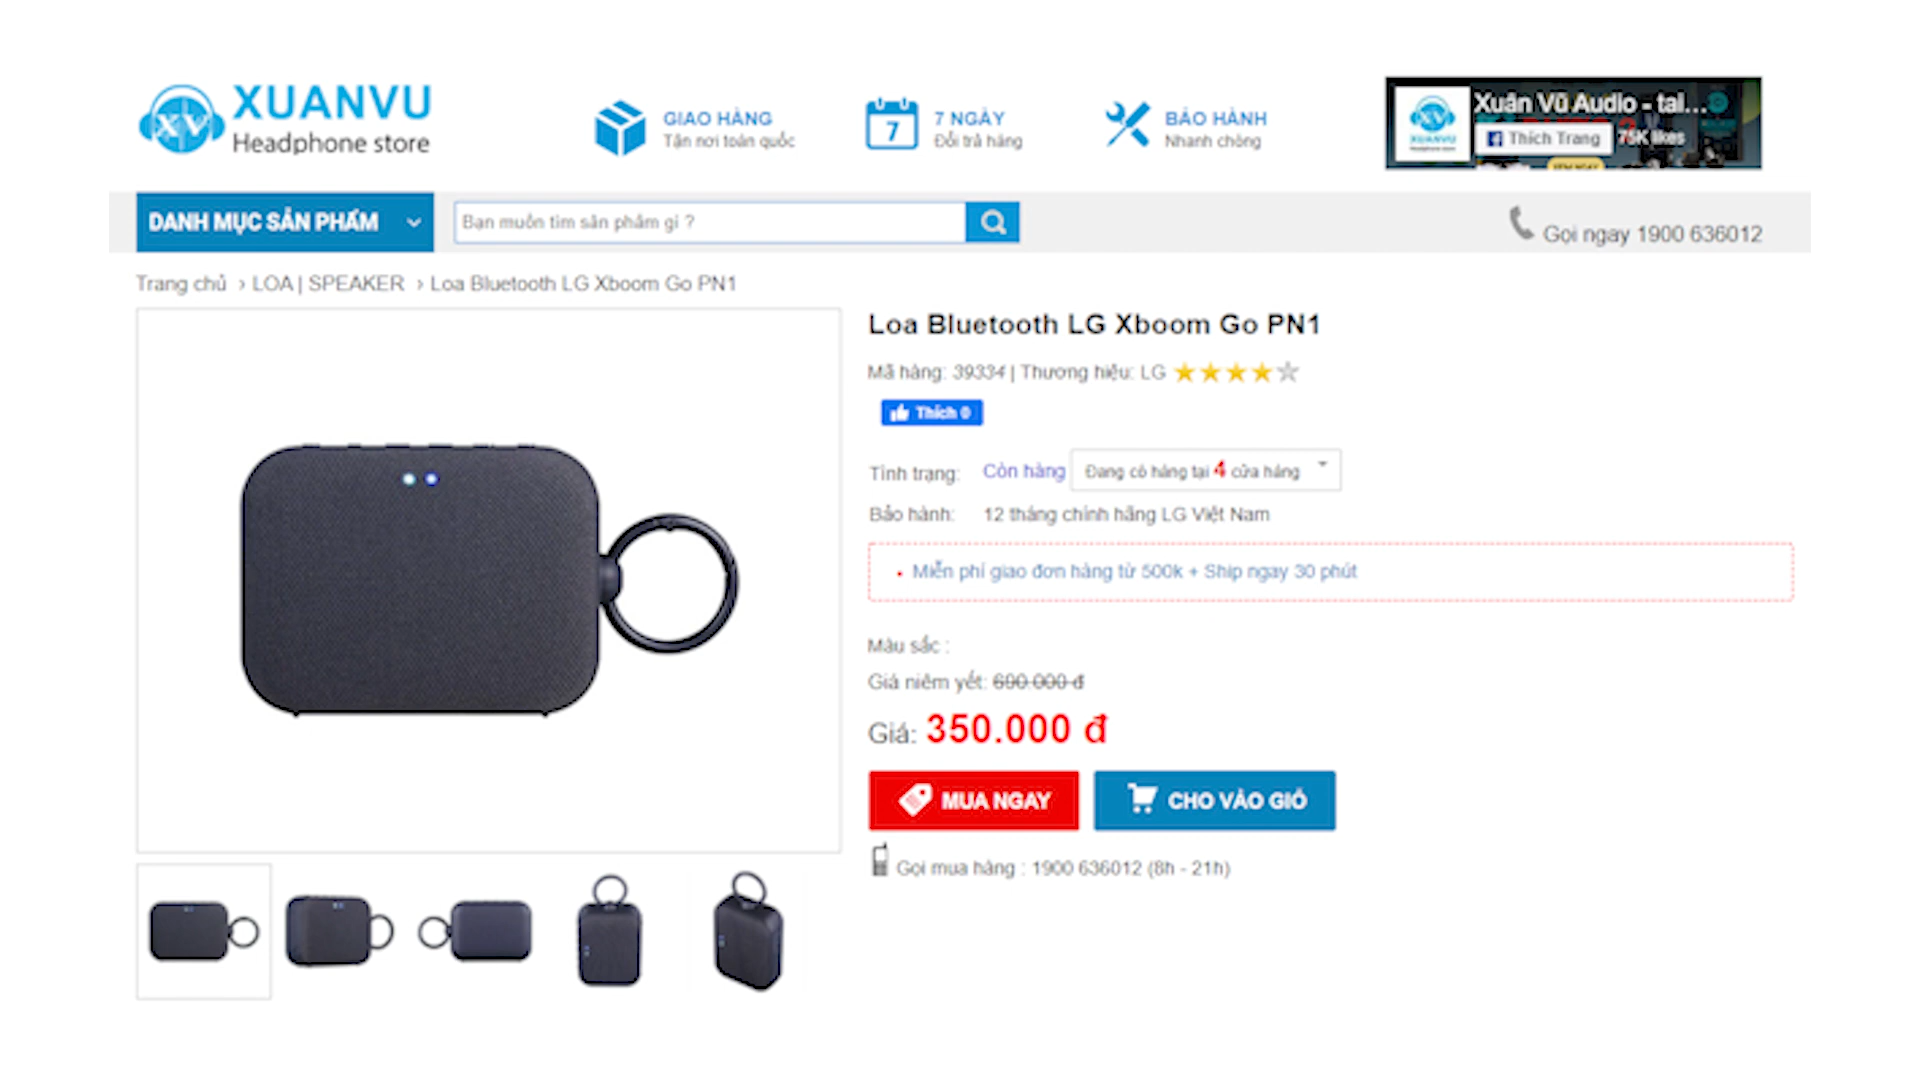 XUANVU
Headphone store
GIAO HÀNG
Tận nơi toàn quốc
7
7 NGÀY
Đổi trả hàng
BẢO HÀNH
Nhanh chóng
XV
Xuân Vũ Audio - tai...
Thích Trang
75K likes
DANH MỤC SẢN PHẨM
Bạn muốn tìm sản phẩm gì ?
Gọi ngay 1900 636012
Trang chủ › LOA | SPEAKER › Loa Bluetooth LG Xboom Go PN1
Loa Bluetooth LG Xboom Go PN1
Mã hàng: 39334 | Thương hiệu: LG
Thích 0
Tình trạng: Còn hàng Đang có hàng tại 4 cửa hàng
Bảo hành: 12 tháng chính hãng LG Việt Nam
Miễn phí giao đơn hàng từ 500k + Ship ngay 30 phút
Màu sắc :
Giá niêm yết: 690.000 đ
Giá: 350.000 đ
MUA NGAY
CHO VÀO GIỎ
Gọi mua hàng : 1900 636012 (8h - 21h)